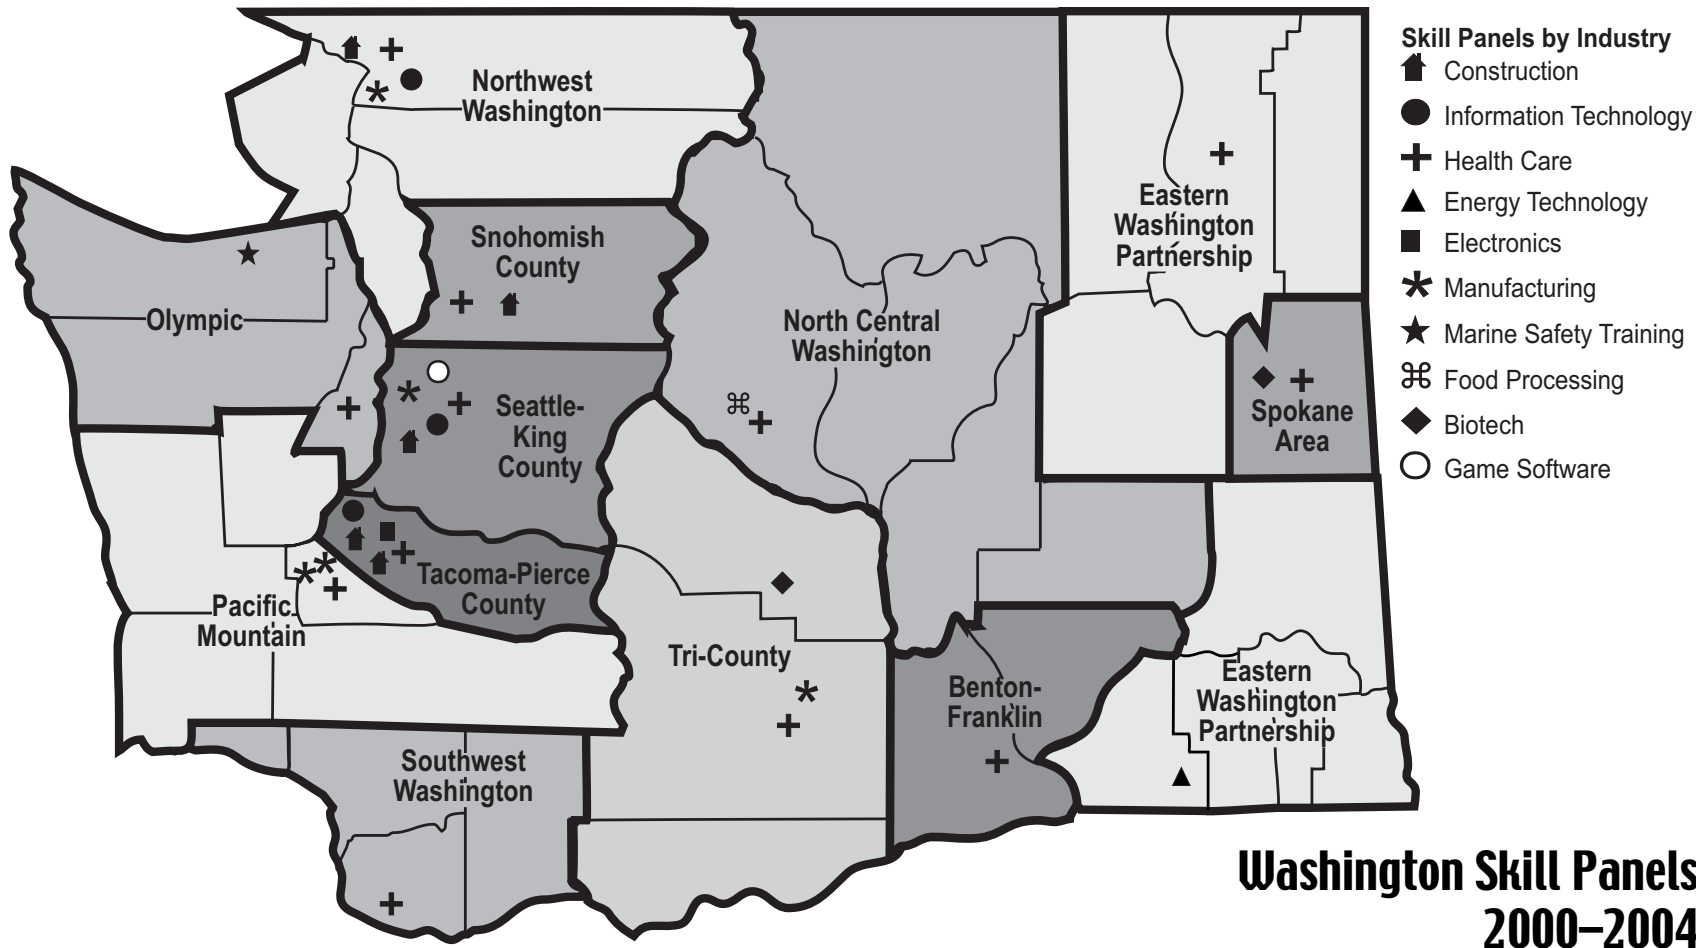 Skill Panels by Industry
Construction
Information Technology
Health Care
Energy Technology
Electronics
Manufacturing
Marine Safety Training
Food Processing
Biotech
Game Software
Northwest
Washington
Eastern
Washington
Partnership
Snohomish
County
Olympic
North Central
Washington
Seattle-
King
County
Spokane
Area
Tacoma-Pierce
County
Pacific
Mountain
Tri-County
Benton-
Franklin
Eastern
Washington
Partnership
Southwest
Washington
Washington Skill Panels
2000–2004